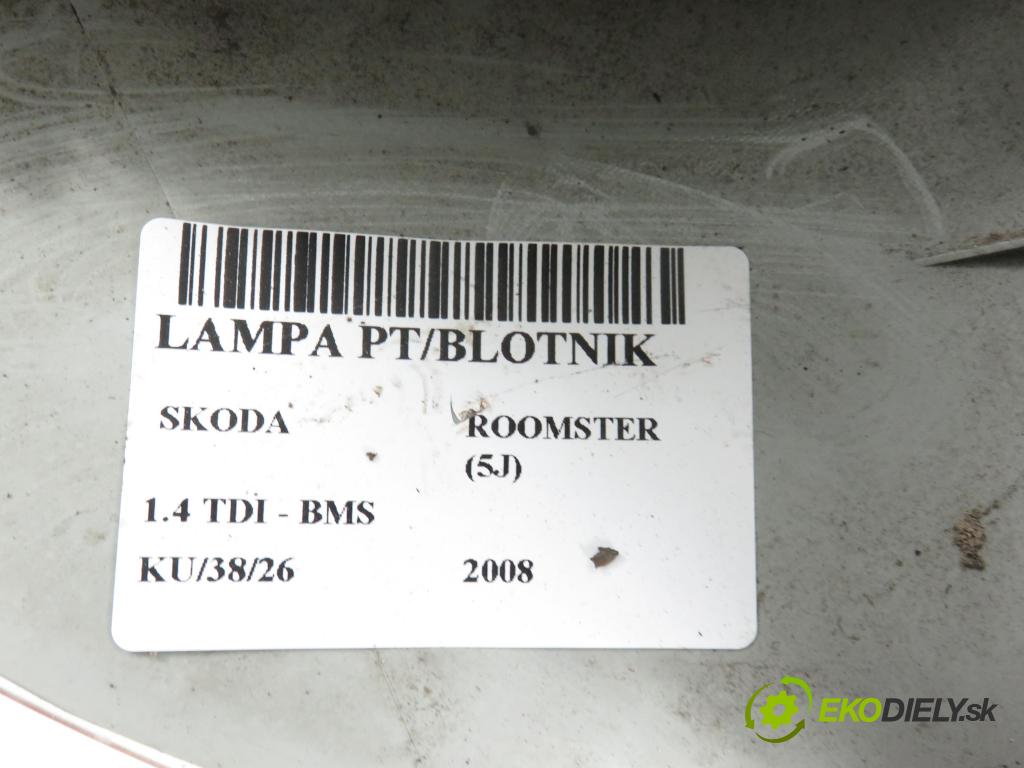 LAMPA PT/BLOTNIK
SKODA ROOMSTER
(5J)
1.4 TDI - BMS
KU/38/26 2008
EKODIELY.sk